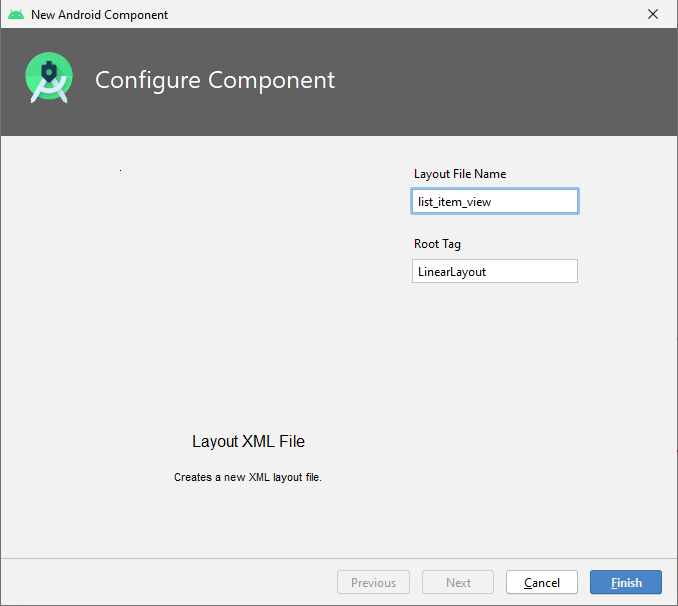 New Android Component
Configure Component
Layout File Name
list_item_view
Root Tag
LinearLayout
Layout XML File
Creates a new XML layout file.
Previous
Next
Cancel
Finish